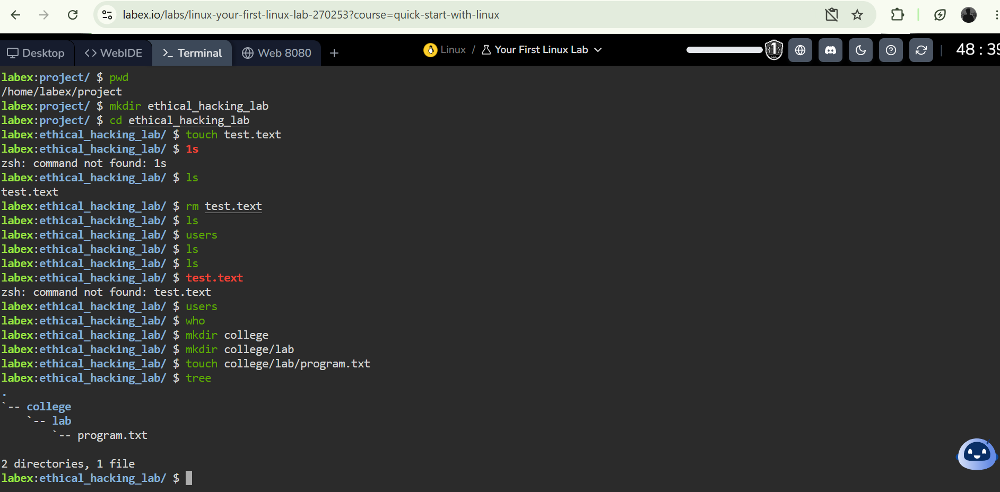 labex.io/labs/linux-your-first-linux-lab-270253?course=quick-start-with-linux
Desktop <> WebIDE >_ Terminal Web 8080 + Linux / Your First Linux Lab 1 48 : 39
labex:project/ $ pwd
/home/labex/project
labex:project/ $ mkdir ethical_hacking_lab
labex:project/ $ cd ethical_hacking_lab
labex:ethical_hacking_lab/ $ touch test.text
labex:ethical_hacking_lab/ $ 1s
zsh: command not found: 1s
labex:ethical_hacking_lab/ $ ls
test.text
labex:ethical_hacking_lab/ $ rm test.text
labex:ethical_hacking_lab/ $ ls
labex:ethical_hacking_lab/ $ users
labex:ethical_hacking_lab/ $ ls
labex:ethical_hacking_lab/ $ ls
labex:ethical_hacking_lab/ $ test.text
zsh: command not found: test.text
labex:ethical_hacking_lab/ $ users
labex:ethical_hacking_lab/ $ who
labex:ethical_hacking_lab/ $ mkdir college
labex:ethical_hacking_lab/ $ mkdir college/lab
labex:ethical_hacking_lab/ $ touch college/lab/program.txt
labex:ethical_hacking_lab/ $ tree
.
`-- college
    `-- lab
        `-- program.txt
2 directories, 1 file
labex:ethical_hacking_lab/ $